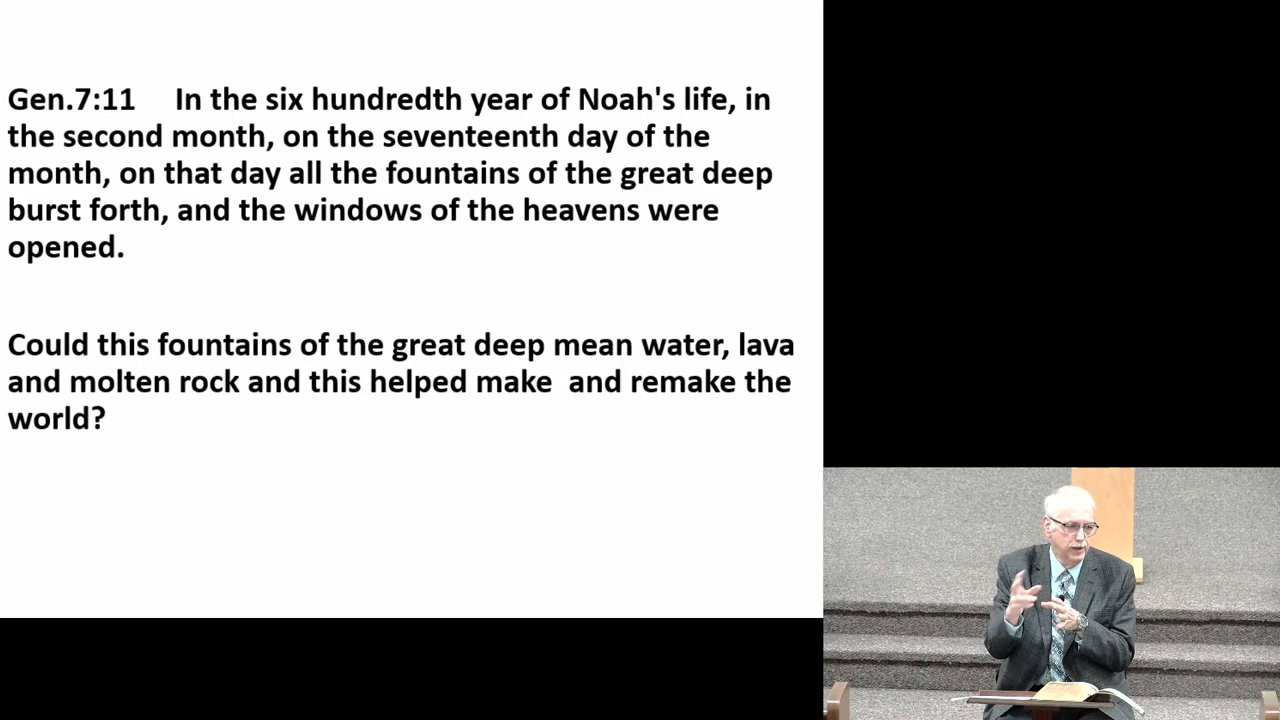 Gen.7:11 In the six hundredth year of Noah's life, in
the second month, on the seventeenth day of the
month, on that day all the fountains of the great deep
burst forth, and the windows of the heavens were
opened.
Could this fountains of the great deep mean water, lava
and molten rock and this helped make and remake the
world?